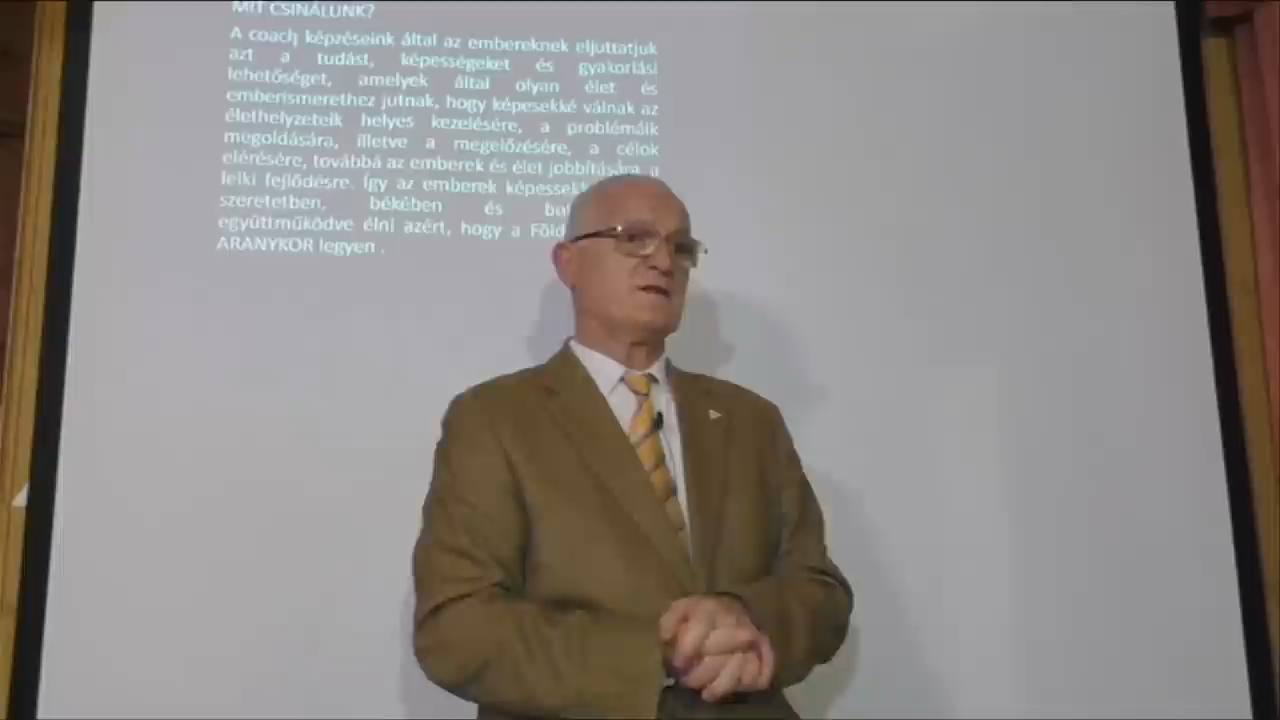 MIT CSINÁLUNK?
A coach képzéseink által az embereknek eljuttatjuk
azt a tudást, képességeket és gyakorlási
lehetőséget, amelyek által olyan élet és
emberismerethez jutnak, hogy képesekké válnak az
élethelyzeteik helyes kezelésére, a problémáik
megoldására, illetve a megelőzésére, a célok
elérésére, továbbá az emberek és élet jobbítására a
lelki fejlődésre. Így az emberek
szeretetben, békében és
együttműködve élni azért, hogy a Föld
ARANYKOR legyen .